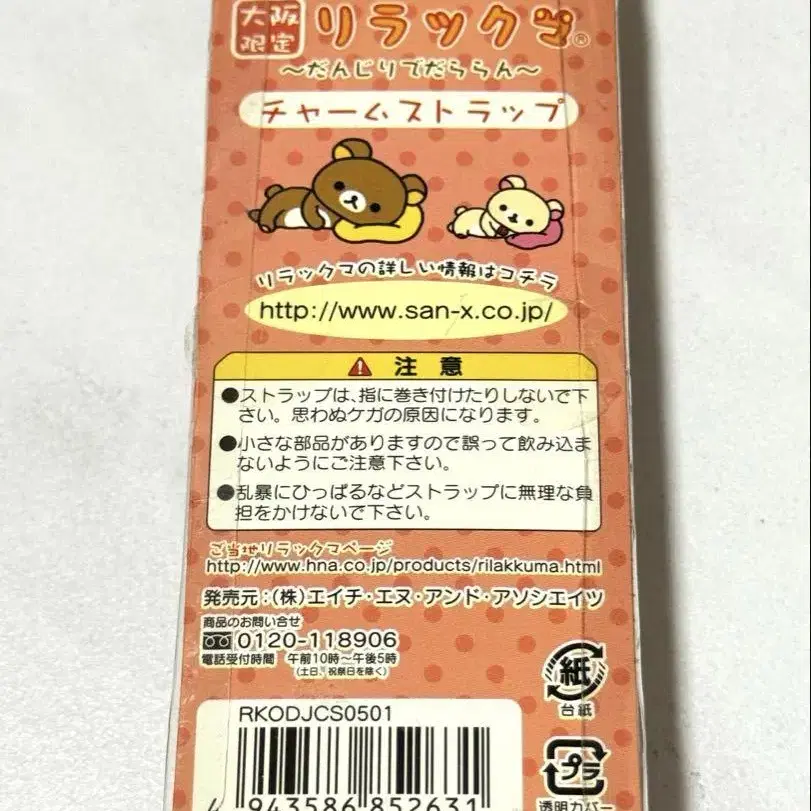 大阪限定 リラックマ®
～だんじりでだららん～
チャームストラップ
リラックマの詳しい情報はコチラ
http://www.san-x.co.jp/
注意
●ストラップは、指に巻き付けたりしないで下
さい。思わぬケガの原因になります。
●小さな部品がありますので誤って飲み込ま
ないようにご注意下さい。
●乱暴にひっぱるなどストラップに無理な負
担をかけないで下さい。
ご当地リラックマページ
http://www.hna.co.jp/products/rilakkuma.html
発売元:(株)エイチ・エヌ・アンド・アソシエイツ
商品のお問い合せ
0120-118906
電話受付時間 午前10時～午後5時
(土日、祝祭日を除く)
紙
台紙
RKODJCS0501
4 943586 852631
プラ
透明カバー